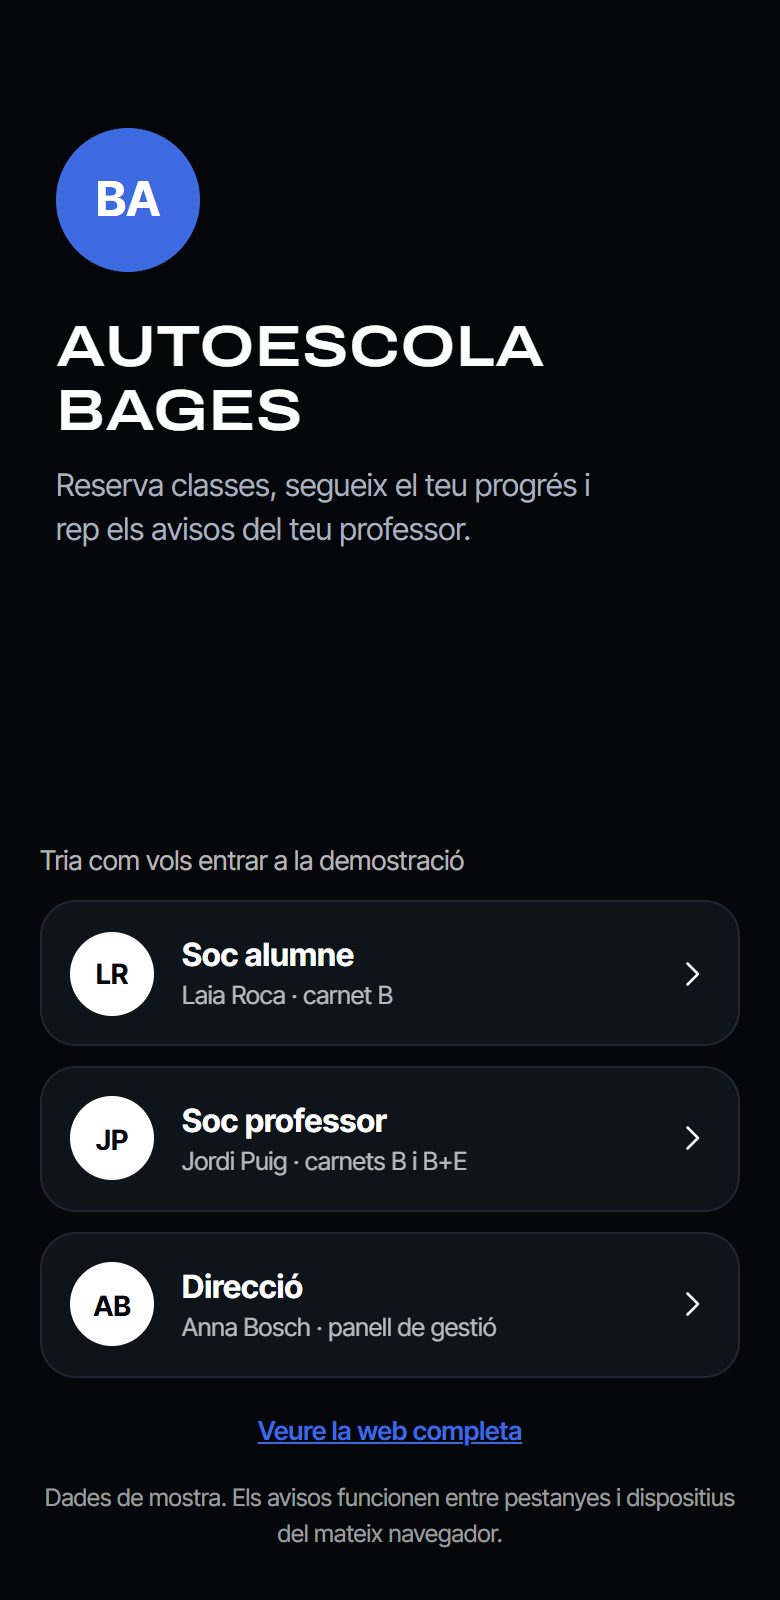 BA
AUTOESCOLA
BAGES
Reserva classes, segueix el teu progrés i
rep els avisos del teu professor.
Tria com vols entrar a la demostració
LR
Soc alumne
Laia Roca · carnet B
JP
Soc professor
Jordi Puig · carnets B i B+E
AB
Direcció
Anna Bosch · panell de gestió
Veure la web completa
Dades de mostra. Els avisos funcionen entre pestanyes i dispositius
del mateix navegador.